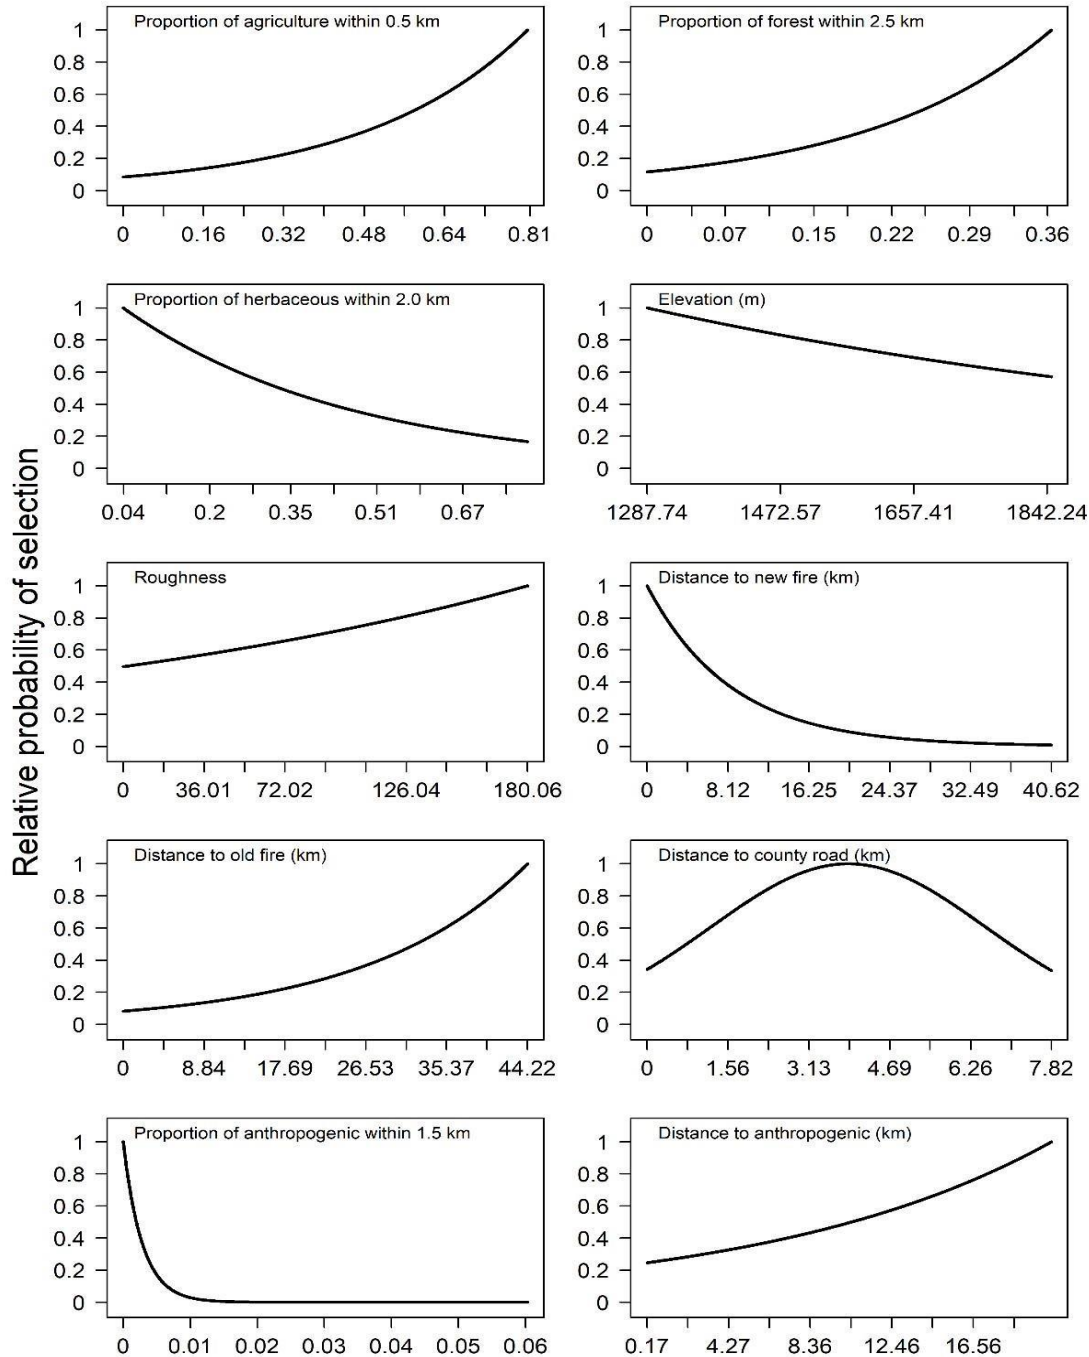 Relative probability of selection
Proportion of agriculture within 0.5 km
1
0.8
0.6
0.4
0.2
0
0 0.16 0.32 0.48 0.64 0.81
Proportion of forest within 2.5 km
1
0.8
0.6
0.4
0.2
0
0 0.07 0.15 0.22 0.29 0.36
Proportion of herbaceous within 2.0 km
1
0.8
0.6
0.4
0.2
0
0.04 0.2 0.35 0.51 0.67
Elevation (m)
1
0.8
0.6
0.4
0.2
0
1287.74 1472.57 1657.41 1842.24
Roughness
1
0.8
0.6
0.4
0.2
0
0 36.01 72.02 126.04 180.06
Distance to new fire (km)
1
0.8
0.6
0.4
0.2
0
0 8.12 16.25 24.37 32.49 40.62
Distance to old fire (km)
1
0.8
0.6
0.4
0.2
0
0 8.84 17.69 26.53 35.37 44.22
Distance to county road (km)
1
0.8
0.6
0.4
0.2
0
0 1.56 3.13 4.69 6.26 7.82
Proportion of anthropogenic within 1.5 km
1
0.8
0.6
0.4
0.2
0
0 0.01 0.02 0.03 0.04 0.05 0.06
Distance to anthropogenic (km)
1
0.8
0.6
0.4
0.2
0
0.17 4.27 8.36 12.46 16.56